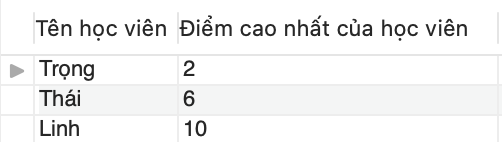 Tên học viên Điểm cao nhất của học viên
Trọng 2
Thái 6
Linh 10